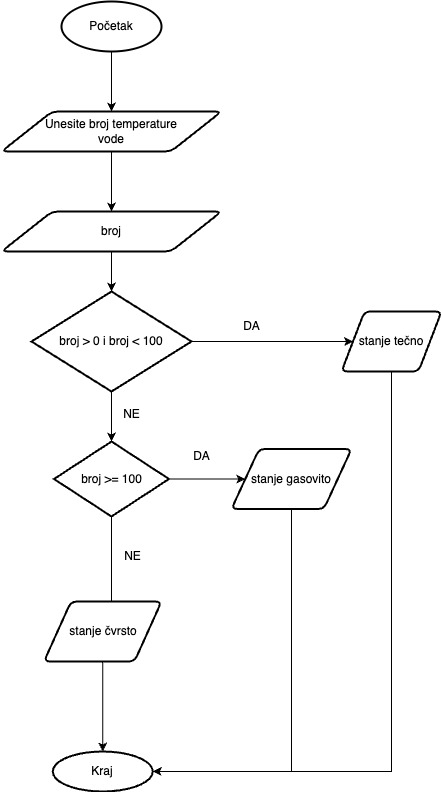 Početak
Unesite broj temperature
vode
broj
broj > 0 i broj < 100
DA
stanje tečno
NE
broj >= 100
DA
stanje gasovito
NE
stanje čvrsto
Kraj